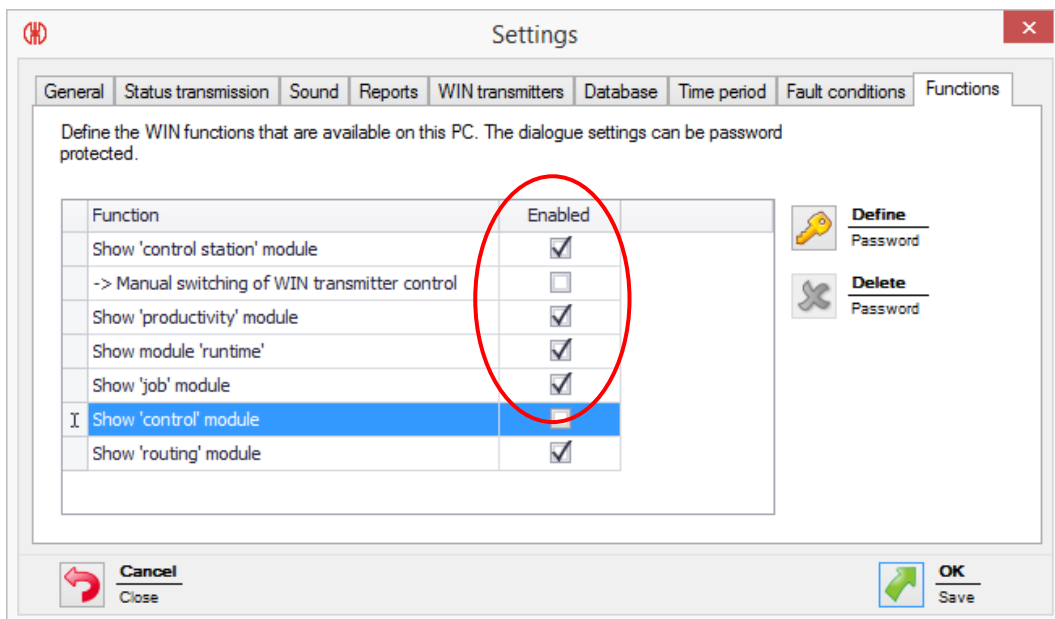 Settings
General Status transmission Sound Reports WIN transmitters Database Time period Fault conditions Functions
Define the WIN functions that are available on this PC. The dialogue settings can be password
protected.
Function Enabled
Show 'control station' module
-> Manual switching of WIN transmitter control
Show 'productivity' module
Show module 'runtime'
Show 'job' module
Show 'control' module
Show 'routing' module
Define
Password
Delete
Password
Cancel
Close
OK
Save